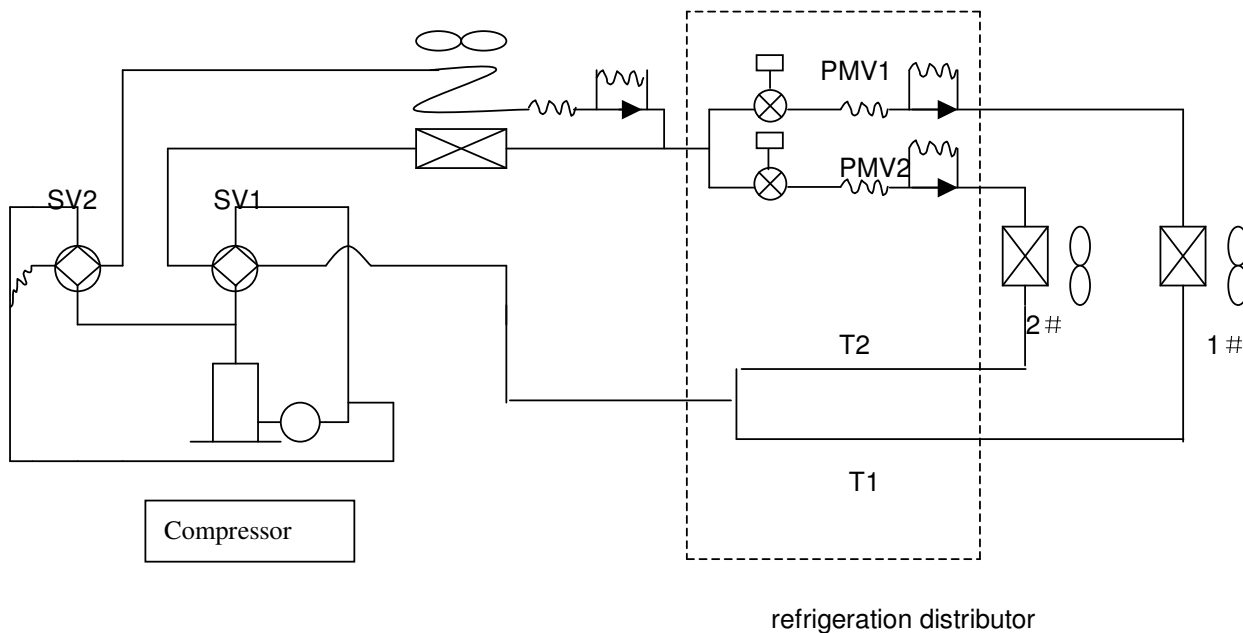 PMV1
PMV2
SV2
SV1
2#
T2
1#
T1
Compressor
refrigeration distributor